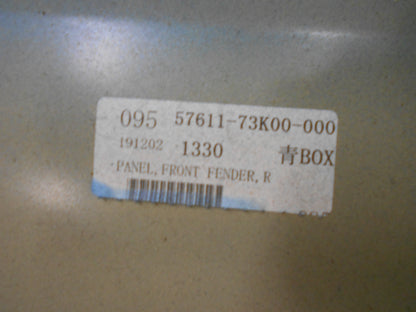 095 57611-73K00-000
191202 1330 青BOX
PANEL, FRONT FENDER, R